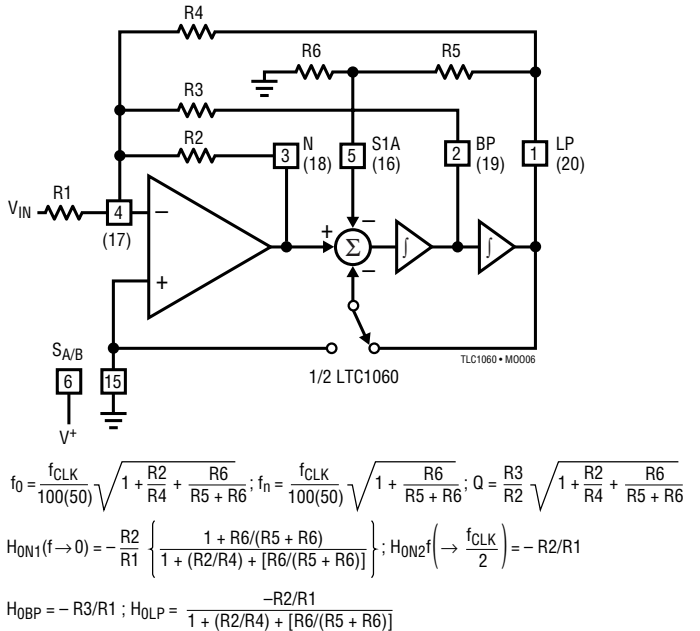 R4
R6
R5
R3
R2
3
N
(18)
5
S1A
(16)
2
BP
(19)
1
LP
(20)
R1
VIN
4
(17)
−
+
+
−
Σ
−
∫
∫
SA/B
6
15
V+
1/2 LTC1060
TLC1060 • M0006
f0 = fCLK/100(50) √(1 + R2/R4 + R6/(R5 + R6)); fn = fCLK/100(50) √(1 + R6/(R5 + R6)); Q = R3/R2 √(1 + R2/R4 + R6/(R5 + R6))
H0N1(f→0) = − R2/R1 {(1 + R6/(R5 + R6))/(1 + (R2/R4) + [R6/(R5 + R6)])}; H0N2f(→ fCLK/2) = − R2/R1
H0BP = − R3/R1 ; H0LP = −R2/R1/(1 + (R2/R4) + [R6/(R5 + R6)])